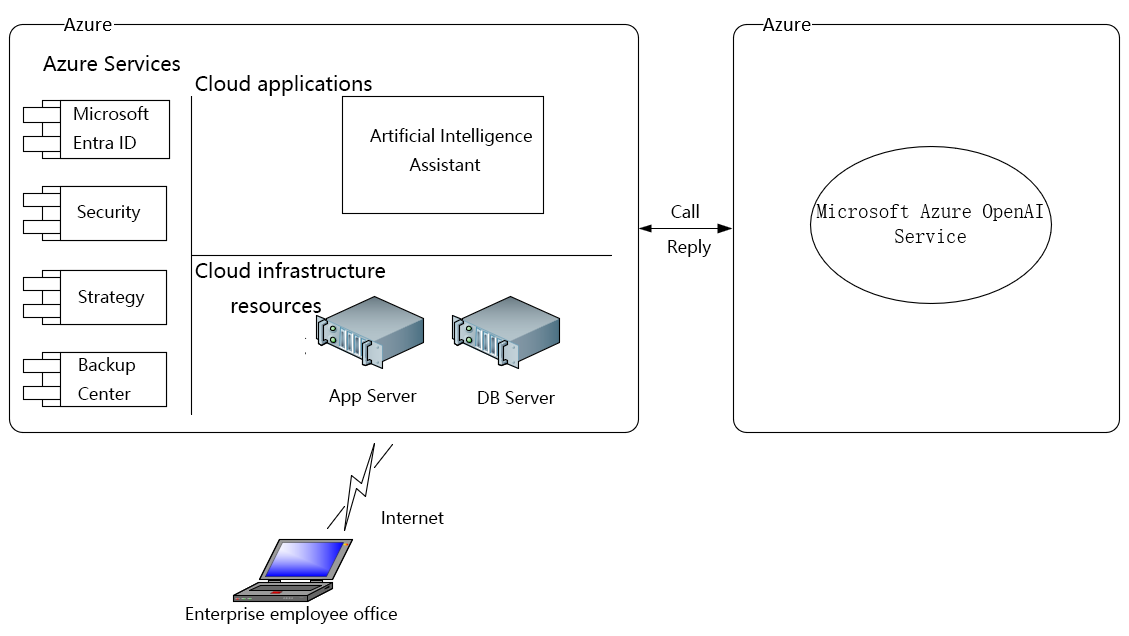 Azure
Azure
Azure Services
Cloud applications
Microsoft
Entra ID
Artificial Intelligence
Assistant
Security
Strategy
Backup
Center
Cloud infrastructure
resources
App Server
DB Server
Call
Reply
Microsoft Azure OpenAI
Service
Internet
Enterprise employee office